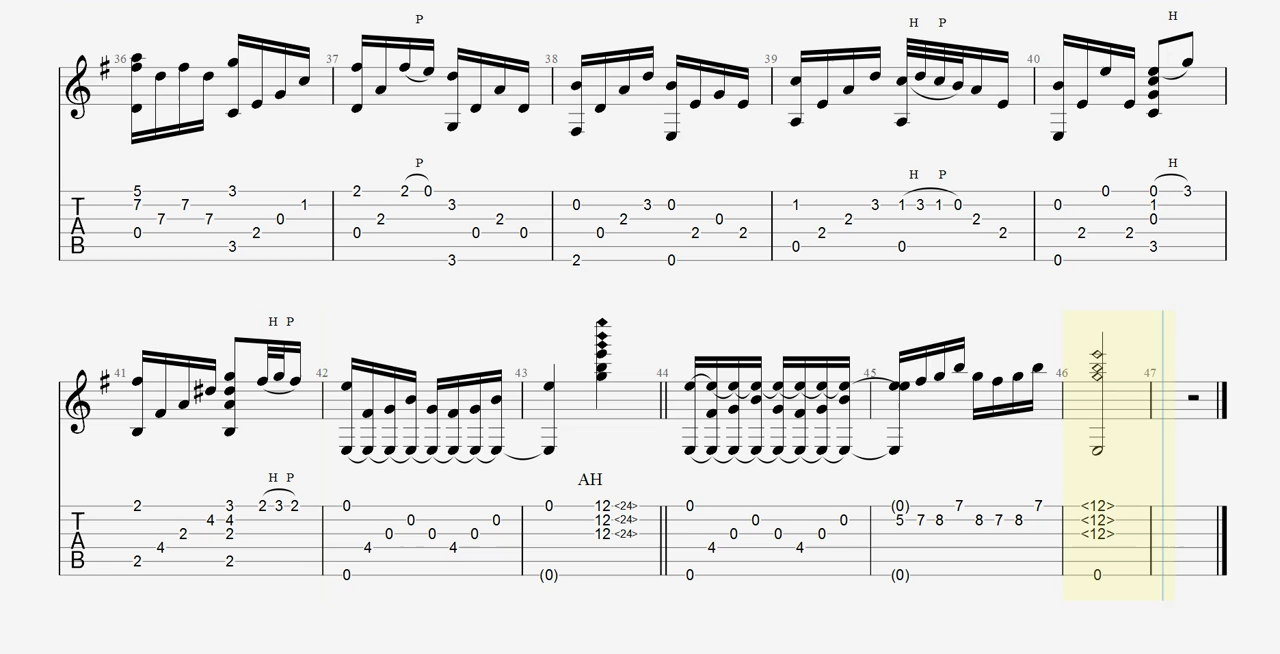 P H P H
36 37 38 39 40
P H P H
5 3 2 2 0 0 0 3
T 7 7 1 3 0 3 0 1 3 1 3 1 0 0 1
7 7 0 2 2 2 0 2 2 0
A 0 2 0 0 0 0 2 2 2 2 2 2
B 3 0 0 3
3 2 0 0
H P
41 42 43 44 45 46 47
H P AH
2 3 2 3 2 0 0 12 <24> 0 (0) 7 7 <12>
T 4 4 0 0 12 <24> 0 0 5 7 8 8 7 8 <12>
2 2 0 0 0 12 <24> 0 0 0 <12>
A 4 4 4 4 4
B 2 2
0 (0) 0 (0) 0